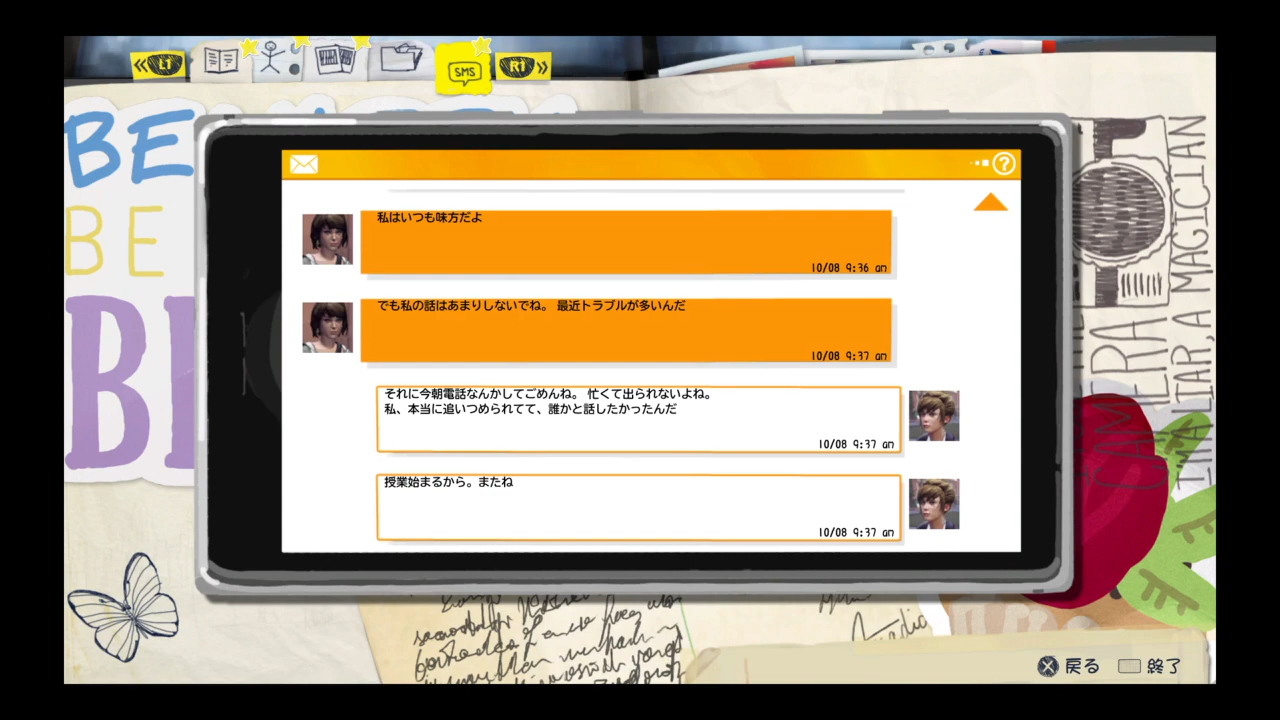 LT
SMS
RT
BE
BE
BE
?
私はいつも味方だよ
10/08 9:36 am
でも私の話はあまりしないでね。 最近トラブルが多いんだ
10/08 9:37 am
それに今朝電話なんかしてごめんね。 忙しくて出られないよね。
私、本当に追いつめられてて、誰かと話したかったんだ
10/08 9:37 am
授業始まるから。またね
10/08 9:37 am
CAMERA
I'M A LIAR, A MAGICIAN
戻る
終了